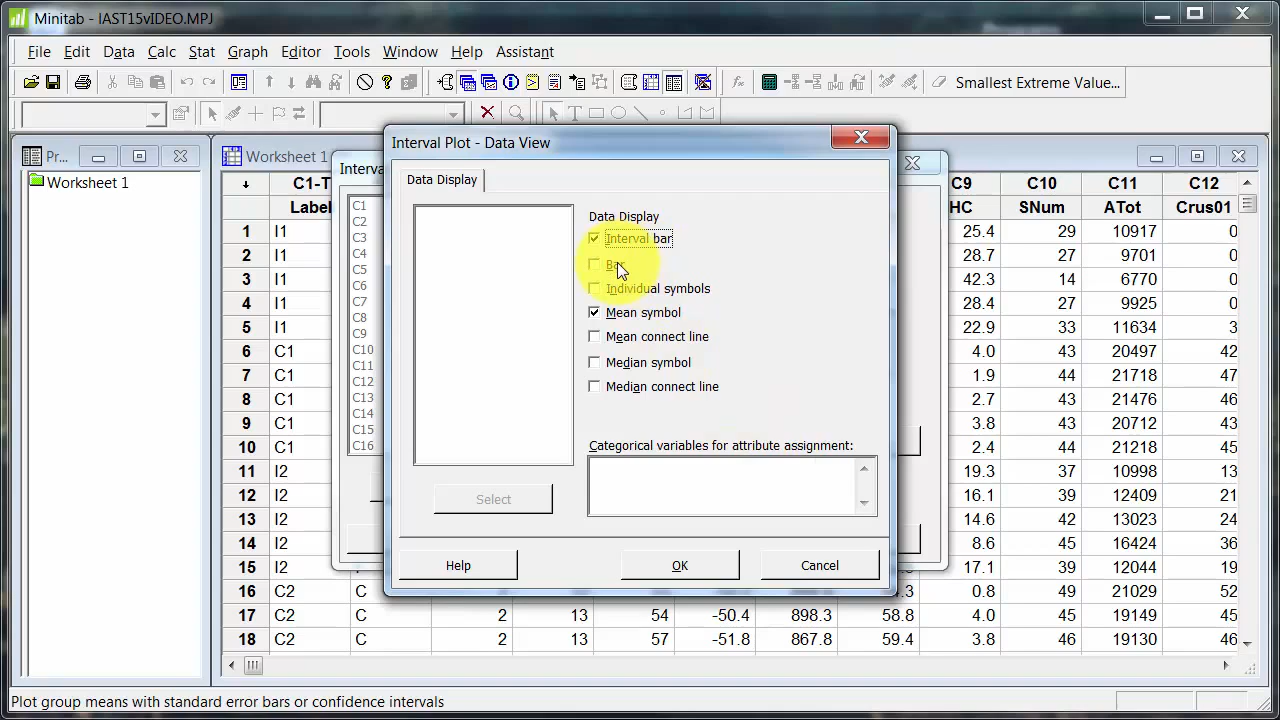 Minitab - IAST15vIDEO.MPJ
File Edit Data Calc Stat Graph Editor Tools Window Help Assistant
Smallest Extreme Value...
Pr...
Worksheet 1
Worksheet 1
Interval Plot - Data View
Data Display
Data Display
Interval bar
Bar
Individual symbols
Mean symbol
Mean connect line
Median symbol
Median connect line
Categorical variables for attribute assignment:
Select
Help OK Cancel
C1
C2
C3
C4
C5
C6
C7
C8
C9
C10
C11
C12
C13
C14
C15
C16
C1-T C9 C10 C11 C12
Label HC SNum ATot Crus01
1 I1 25.4 29 10917 0
2 I1 28.7 27 9701 0
3 I1 42.3 14 6770 0
4 I1 28.4 27 9925 0
5 I1 22.9 33 11634 0
6 C1 4.0 43 20497 42
7 C1 1.9 44 21718 47
8 C1 2.7 43 21476 46
9 C1 3.8 43 20712 43
10 C1 2.4 44 21218 45
11 I2 19.3 37 10998 13
12 I2 16.1 39 12409 21
13 I2 14.6 42 13023 24
14 I2 8.6 45 16424 36
15 I2 17.1 39 12044 27
16 C2 C 0.8 49 21029 52
17 C2 C 2 13 54 -50.4 898.3 58.8 4.0 45 19149 45
18 C2 C 2 13 57 -51.8 867.8 59.4 3.8 46 19130 46
Plot group means with standard error bars or confidence intervals